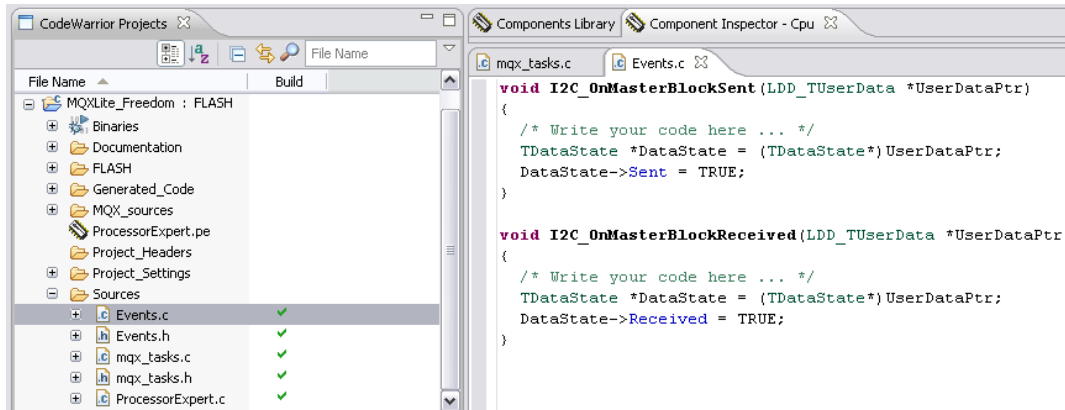 CodeWarrior Projects
File Name
File Name Build
MQXLite_Freedom : FLASH
Binaries
Documentation
FLASH
Generated_Code
MQX_sources
ProcessorExpert.pe
Project_Headers
Project_Settings
Sources
Events.c
Events.h
mqx_tasks.c
mqx_tasks.h
ProcessorExpert.c
Components Library Component Inspector - Cpu
mqx_tasks.c Events.c
void I2C_OnMasterBlockSent(LDD_TUserData *UserDataPtr)
{
/* Write your code here ... */
TDataState *DataState = (TDataState*)UserDataPtr;
DataState->Sent = TRUE;
}
void I2C_OnMasterBlockReceived(LDD_TUserData *UserDataPtr
{
/* Write your code here ... */
TDataState *DataState = (TDataState*)UserDataPtr;
DataState->Received = TRUE;
}